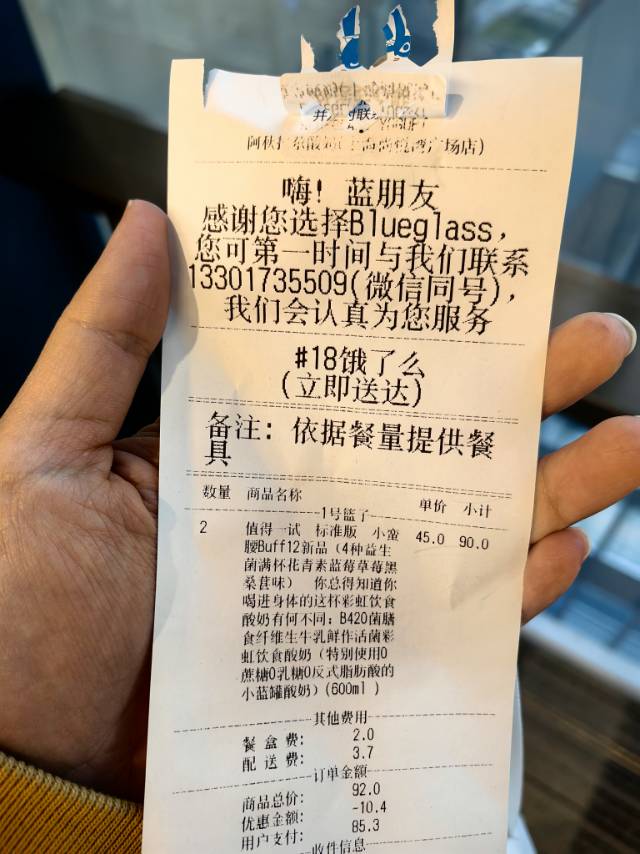 嗨! 蓝朋友
感谢您选择Blueglass,
您可第一时间与我们联系
13301735509(微信同号),
我们会认真为您服务
#18饿了么
(立即送达)
备注: 依据餐量提供餐
具
数量 商品名称 单价 小计
1号篮子
2 值得一试 标准版 小蛮 45.0 90.0
腰Buff12新品 (4种益生
菌满杯花青素蓝莓草莓黑
桑葚味) 你总得知道你
喝进身体的这杯彩虹饮食
酸奶有何不同: B420菌膳
食纤维生牛乳鲜作活菌彩
虹饮食酸奶 (特别使用0
蔗糖0乳糖0反式脂肪酸的
小蓝罐酸奶) (600ml )
其他费用
餐盒费: 2.0
配送费: 3.7
订单金额
商品总价: 92.0
优惠金额: -10.4
用户支付: 85.3
收件信息